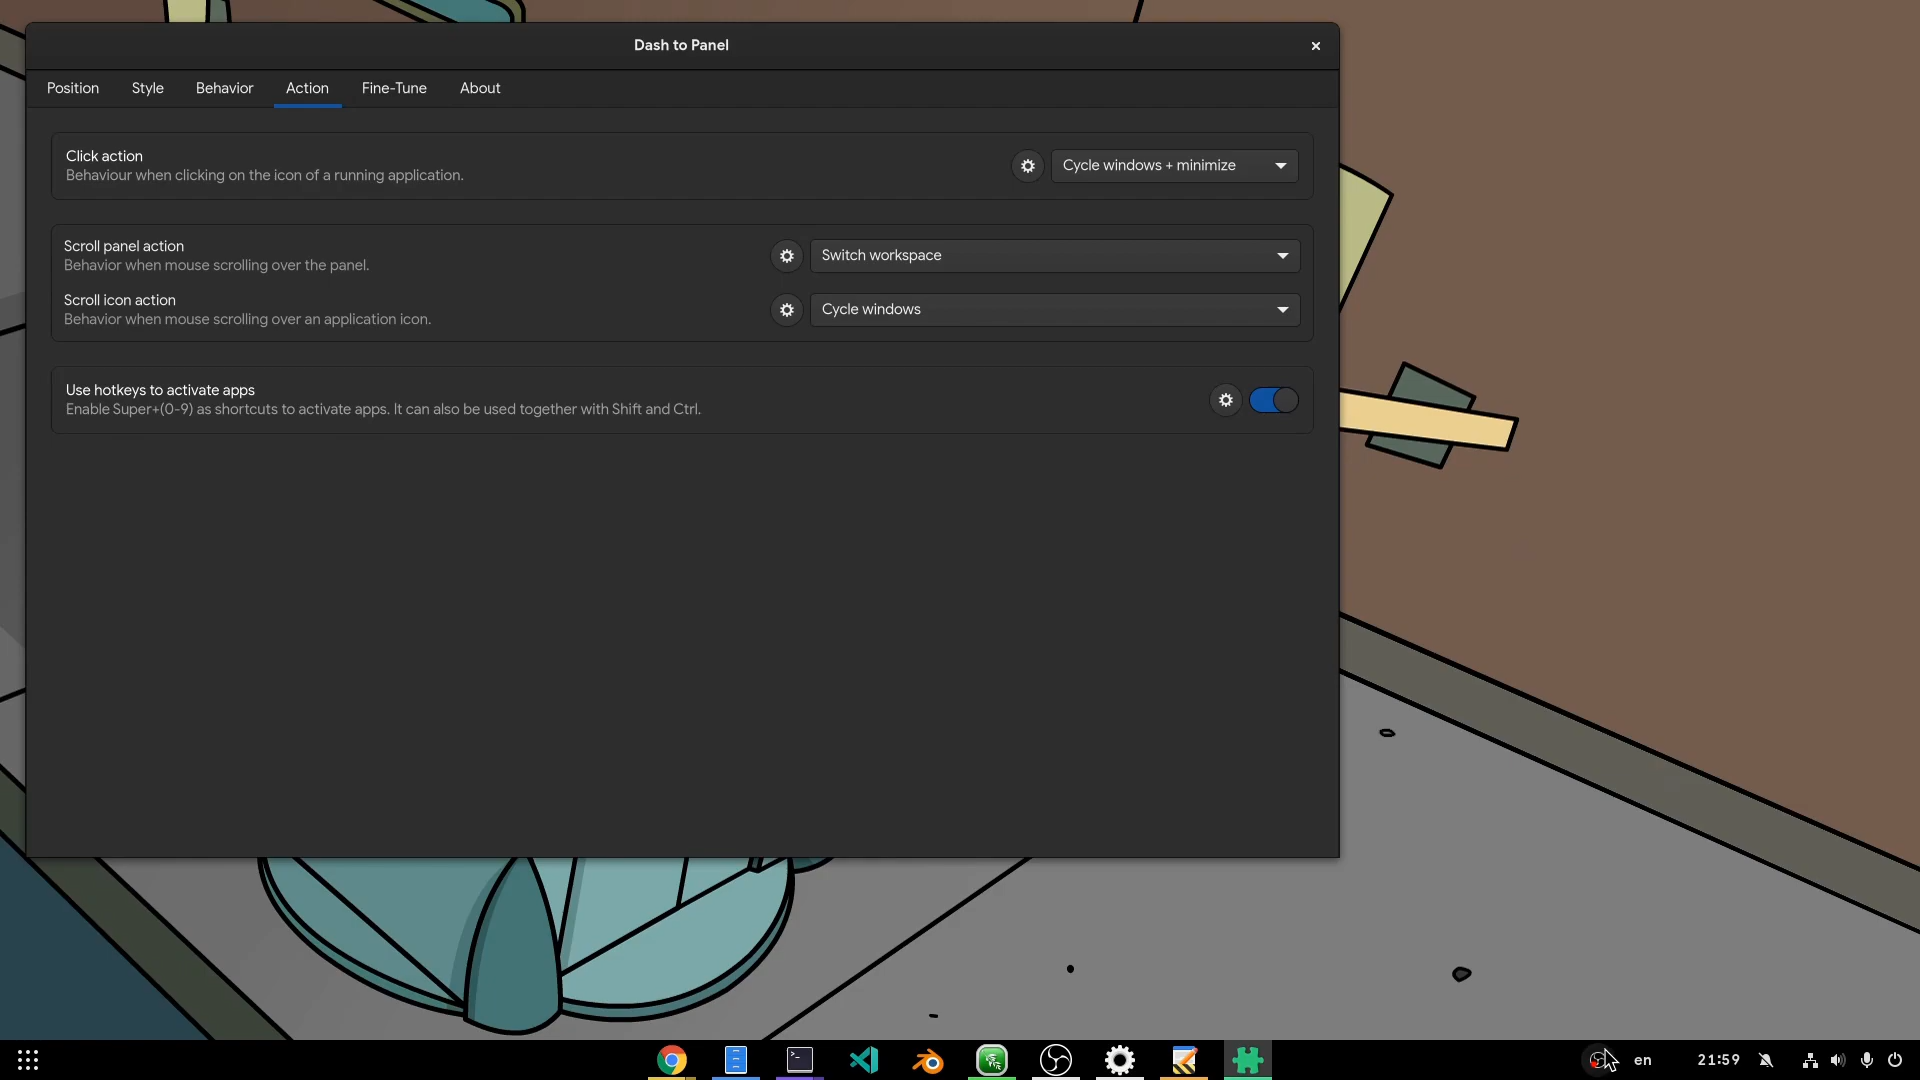 Dash to Panel
Position Style Behavior Action Fine-Tune About
Click action
Behaviour when clicking on the icon of a running application.
Cycle windows + minimize
Scroll panel action
Behavior when mouse scrolling over the panel.
Switch workspace
Scroll icon action
Behavior when mouse scrolling over an application icon.
Cycle windows
Use hotkeys to activate apps
Enable Super+(0-9) as shortcuts to activate apps. It can also be used together with Shift and Ctrl.
en 21:59